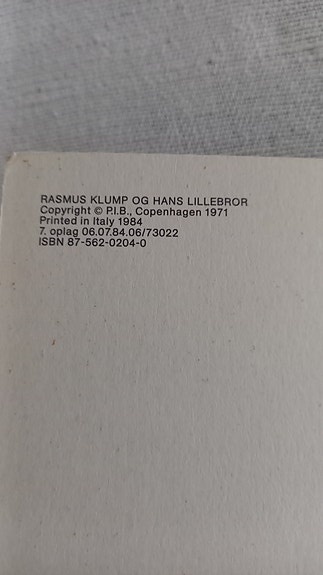 RASMUS KLUMP OG HANS LILLEBROR
Copyright © P.I.B., Copenhagen 1971
Printed in Italy 1984
7. oplag 06.07.84.06/73022
ISBN 87-562-0204-0